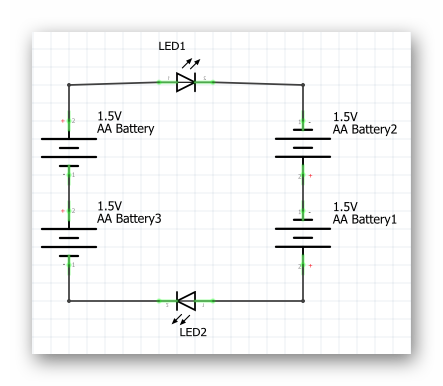 LED1
1.5V
AA Battery
1.5V
AA Battery2
1.5V
AA Battery3
1.5V
AA Battery1
LED2